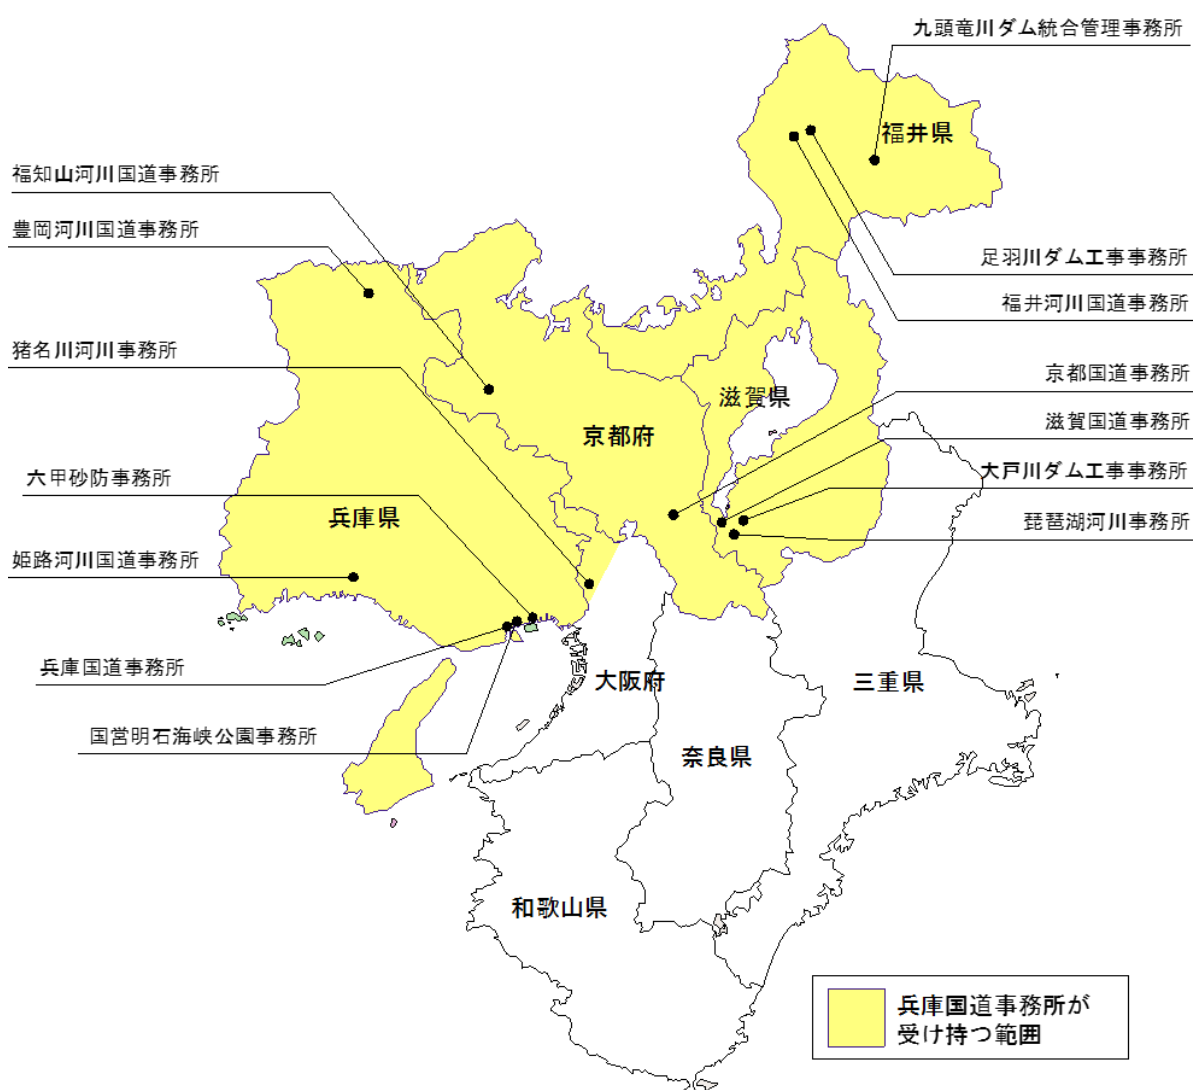 九頭竜川ダム統合管理事務所
福井県
福知山河川国道事務所
豊岡河川国道事務所
足羽川ダム工事事務所
福井河川国道事務所
猪名川河川事務所
京都国道事務所
滋賀県
滋賀国道事務所
京都府
大戸川ダム工事事務所
六甲砂防事務所
兵庫県
琵琶湖河川事務所
姫路河川国道事務所
兵庫国道事務所
大阪府
三重県
国営明石海峡公園事務所
奈良県
和歌山県
兵庫国道事務所が
受け持つ範囲